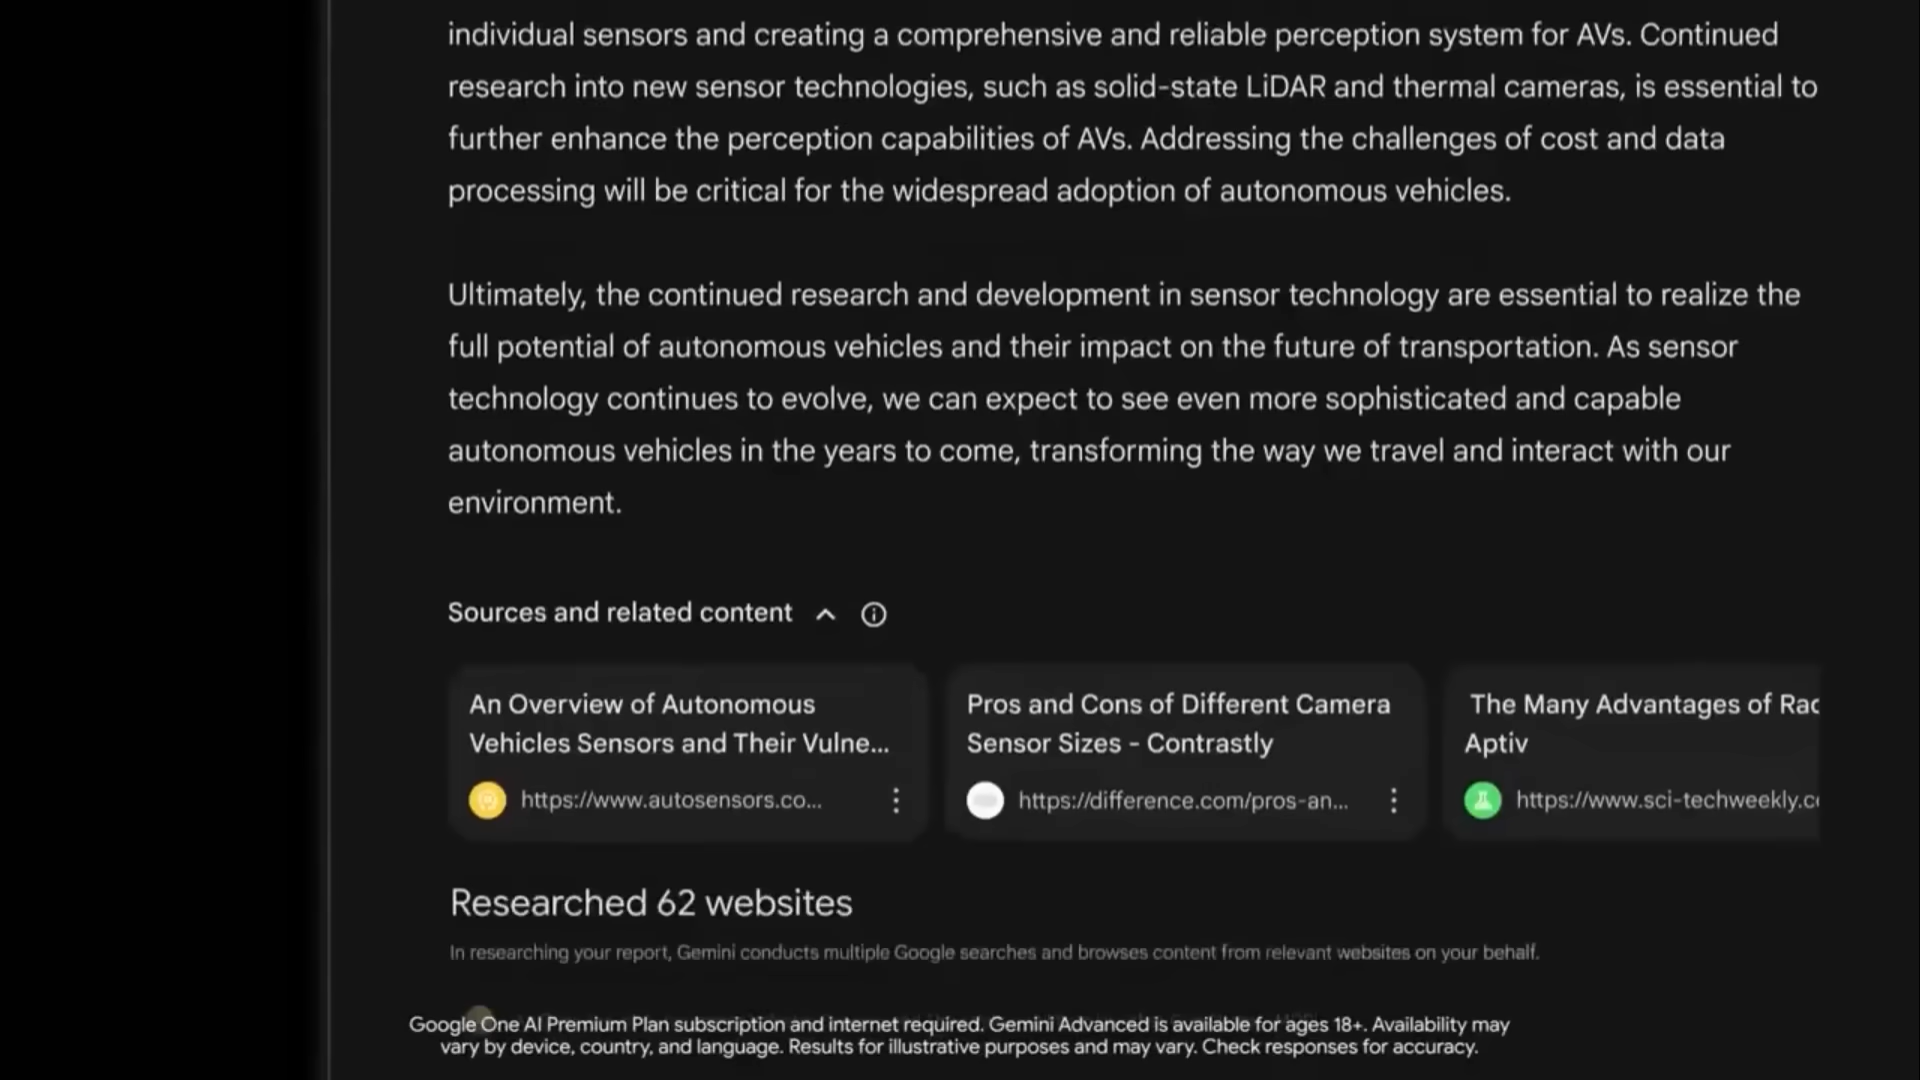 individual sensors and creating a comprehensive and reliable perception system for AVs. Continued
research into new sensor technologies, such as solid-state LiDAR and thermal cameras, is essential to
further enhance the perception capabilities of AVs. Addressing the challenges of cost and data
processing will be critical for the widespread adoption of autonomous vehicles.
Ultimately, the continued research and development in sensor technology are essential to realize the
full potential of autonomous vehicles and their impact on the future of transportation. As sensor
technology continues to evolve, we can expect to see even more sophisticated and capable
autonomous vehicles in the years to come, transforming the way we travel and interact with our
environment.
Sources and related content
An Overview of Autonomous
Vehicles Sensors and Their Vulne...
https://www.autosensors.co...
Pros and Cons of Different Camera
Sensor Sizes - Contrastly
https://difference.com/pros-an...
The Many Advantages of Rac
Aptiv
https://www.sci-techweekly.c
Researched 62 websites
In researching your report, Gemini conducts multiple Google searches and browses content from relevant websites on your behalf.
Google One AI Premium Plan subscription and internet required. Gemini Advanced is available for ages 18+. Availability may
vary by device, country, and language. Results for illustrative purposes and may vary. Check responses for accuracy.